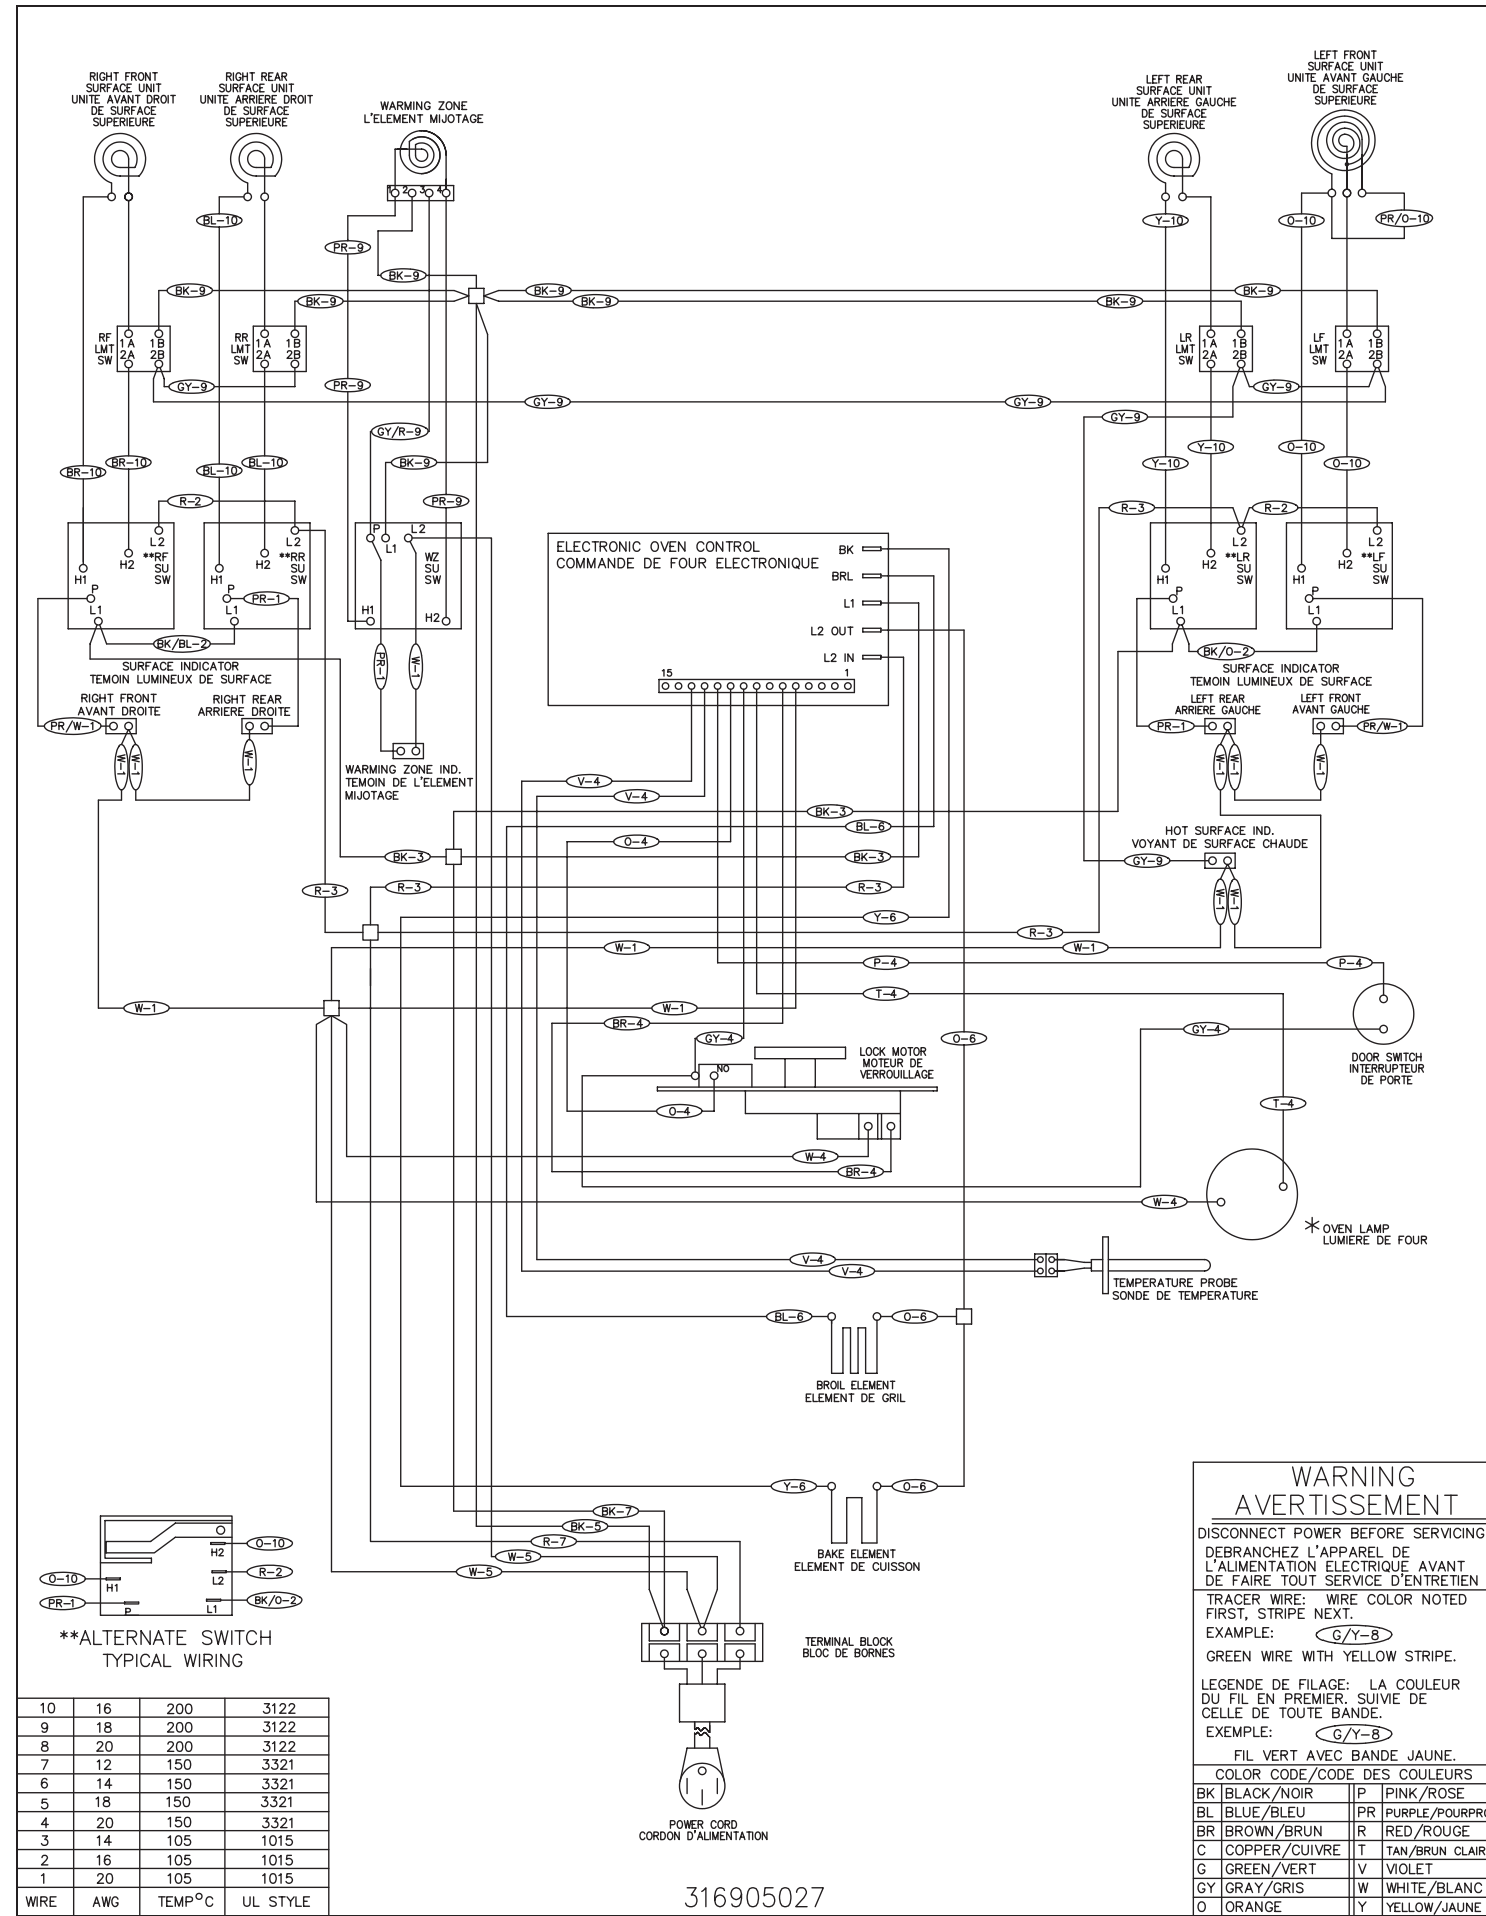 RIGHT FRONT
SURFACE UNIT
UNITE AVANT DROIT
DE SURFACE
SUPERIEURE
RIGHT REAR
SURFACE UNIT
UNITE ARRIERE DROIT
DE SURFACE
SUPERIEURE
WARMING ZONE
L'ELEMENT MIJOTAGE
LEFT REAR
SURFACE UNIT
UNITE ARRIERE GAUCHE
DE SURFACE
SUPERIEURE
LEFT FRONT
SURFACE UNIT
UNITE AVANT GAUCHE
DE SURFACE
SUPERIEURE
1 2 3 4
BL-10
PR-9
BK-9
Y-10
O-10
PR/O-10
BK-9
BK-9
BK-9
BK-9
BK-9
BK-9
RF
LMT
SW
1A 1B
2A 2B
RR
LMT
SW
1A 1B
2A 2B
LR
LMT
SW
1A 1B
2A 2B
LF
LMT
SW
1A 1B
2A 2B
GY-9
PR-9
GY-9
GY-9
GY-9
GY-9
GY/R-9
BR-10
BR-10
BL-10
BL-10
BK-9
PR-9
Y-10
Y-10
O-10
O-10
R-2
R-3
R-2
H1
H2
L2
**RF
SU
SW
P
L1
H1
H2
L2
**RR
SU
SW
P
L1
PR-1
P
L1
L2
WZ
SU
SW
H1
H2
ELECTRONIC OVEN CONTROL
COMMANDE DE FOUR ELECTRONIQUE
BK
BRL
L1
L2 OUT
L2 IN
15 1
H1
H2
L2
**LR
SU
SW
P
L1
H1
H2
L2
**LF
SU
SW
P
L1
BK/BL-2
BK/O-2
PR-1
W-1
SURFACE INDICATOR
TEMOIN LUMINEUX DE SURFACE
RIGHT FRONT
AVANT DROITE
RIGHT REAR
ARRIERE DROITE
PR/W-1
W-1
W-1
W-1
WARMING ZONE IND.
TEMOIN DE L'ELEMENT
MIJOTAGE
SURFACE INDICATOR
TEMOIN LUMINEUX DE SURFACE
LEFT REAR
ARRIERE GAUCHE
LEFT FRONT
AVANT GAUCHE
PR-1
PR/W-1
W-1
W-1
W-1
V-4
V-4
BK-3
BL-6
O-4
BK-3
BK-3
HOT SURFACE IND.
VOYANT DE SURFACE CHAUDE
GY-9
W-1
W-1
R-3
R-3
R-3
Y-6
R-3
W-1
W-1
P-4
P-4
T-4
W-1
W-1
BR-4
GY-4
O-6
GY-4
LOCK MOTOR
MOTEUR DE
VERROUILLAGE
NO
DOOR SWITCH
INTERRUPTEUR
DE PORTE
O-4
T-4
W-4
BR-4
W-4
OVEN LAMP
LUMIERE DE FOUR
V-4
V-4
TEMPERATURE PROBE
SONDE DE TEMPERATURE
BL-6
O-6
BROIL ELEMENT
ELEMENT DE GRIL
Y-6
O-6
BAKE ELEMENT
ELEMENT DE CUISSON
BK-7
BK-5
R-7
W-5
W-5
TERMINAL BLOCK
BLOC DE BORNES
POWER CORD
CORDON D'ALIMENTATION
316905027
H2
O-10
L2
R-2
O-10
H1
PR-1
P
L1
BK/O-2
**ALTERNATE SWITCH
TYPICAL WIRING
10 16 200 3122
9 18 200 3122
8 20 200 3122
7 12 150 3321
6 14 150 3321
5 18 150 3321
4 20 150 3321
3 14 105 1015
2 16 105 1015
1 20 105 1015
WIRE AWG TEMP°C UL STYLE
WARNING
AVERTISSEMENT
DISCONNECT POWER BEFORE SERVICING
DEBRANCHEZ L'APPAREL DE
L'ALIMENTATION ELECTRIQUE AVANT
DE FAIRE TOUT SERVICE D'ENTRETIEN
TRACER WIRE: WIRE COLOR NOTED
FIRST, STRIPE NEXT.
EXAMPLE: G/Y-8
GREEN WIRE WITH YELLOW STRIPE.
LEGENDE DE FILAGE: LA COULEUR
DU FIL EN PREMIER. SUIVIE DE
CELLE DE TOUTE BANDE.
EXEMPLE: G/Y-8
FIL VERT AVEC BANDE JAUNE.
COLOR CODE/CODE DES COULEURS
BK BLACK/NOIR P PINK/ROSE
BL BLUE/BLEU PR PURPLE/POURPRO
BR BROWN/BRUN R RED/ROUGE
C COPPER/CUIVRE T TAN/BRUN CLAIR
G GREEN/VERT V VIOLET
GY GRAY/GRIS W WHITE/BLANC
O ORANGE Y YELLOW/JAUNE